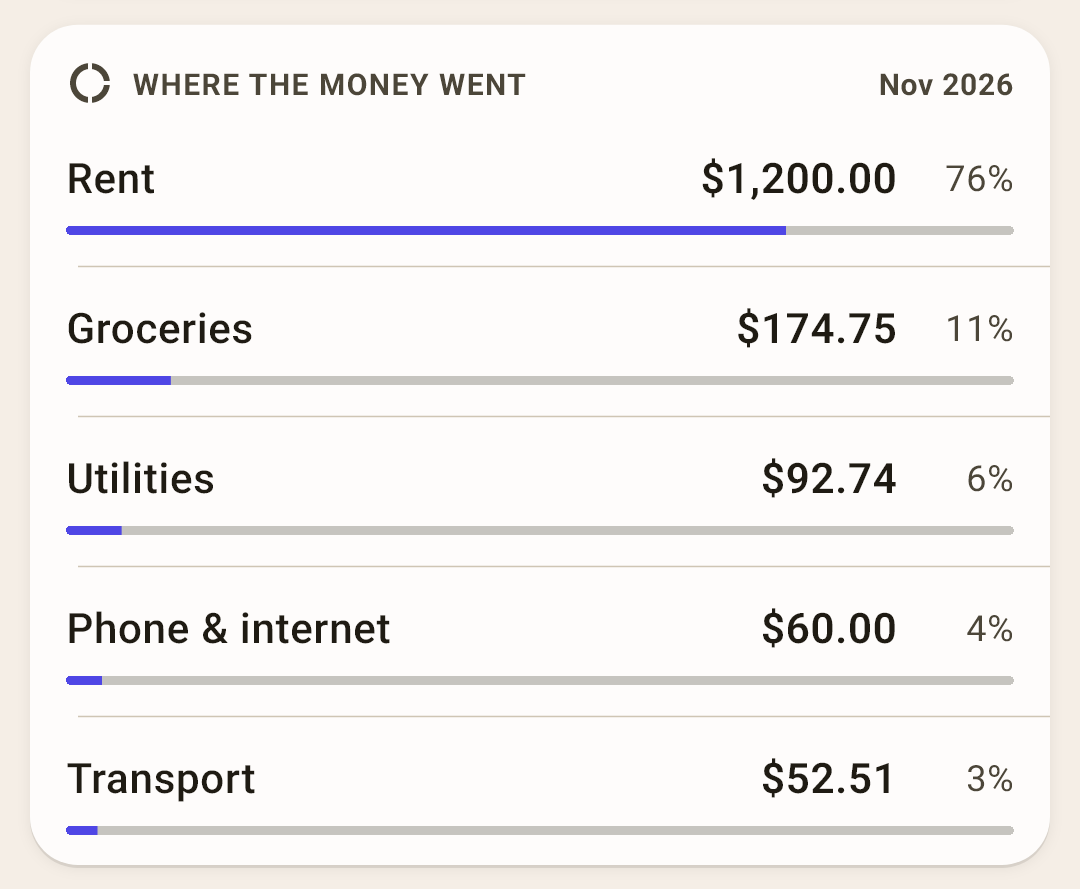 WHERE THE MONEY WENT Nov 2026
Rent $1,200.00 76%
Groceries $174.75 11%
Utilities $92.74 6%
Phone & internet $60.00 4%
Transport $52.51 3%